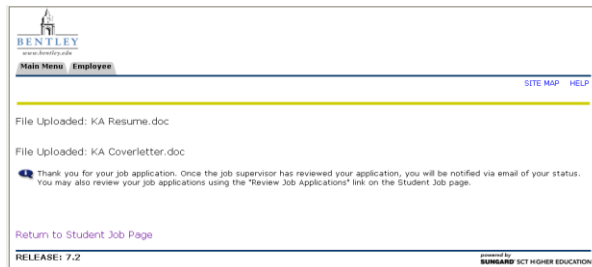 BENTLEY
www.bentley.edu
Main Menu Employee
SITE MAP HELP
File Uploaded: KA Resume.doc
File Uploaded: KA Coverletter.doc
Thank you for your job application. Once the job supervisor has reviewed your application, you will be notified via email of your status.
You may also review your job applications using the "Review Job Applications" link on the Student Job page.
Return to Student Job Page
RELEASE: 7.2
powered by
SUNGARD® SCT HIGHER EDUCATION